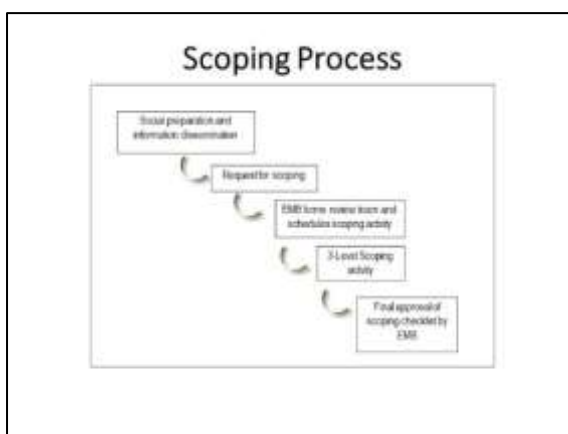 Scoping Process
Social preparation and
information dissemination
Request for scoping
EMB forms review team and
schedules scoping activity
3-Level Scoping
activity
Final approval of
scoping checklist by
EMB